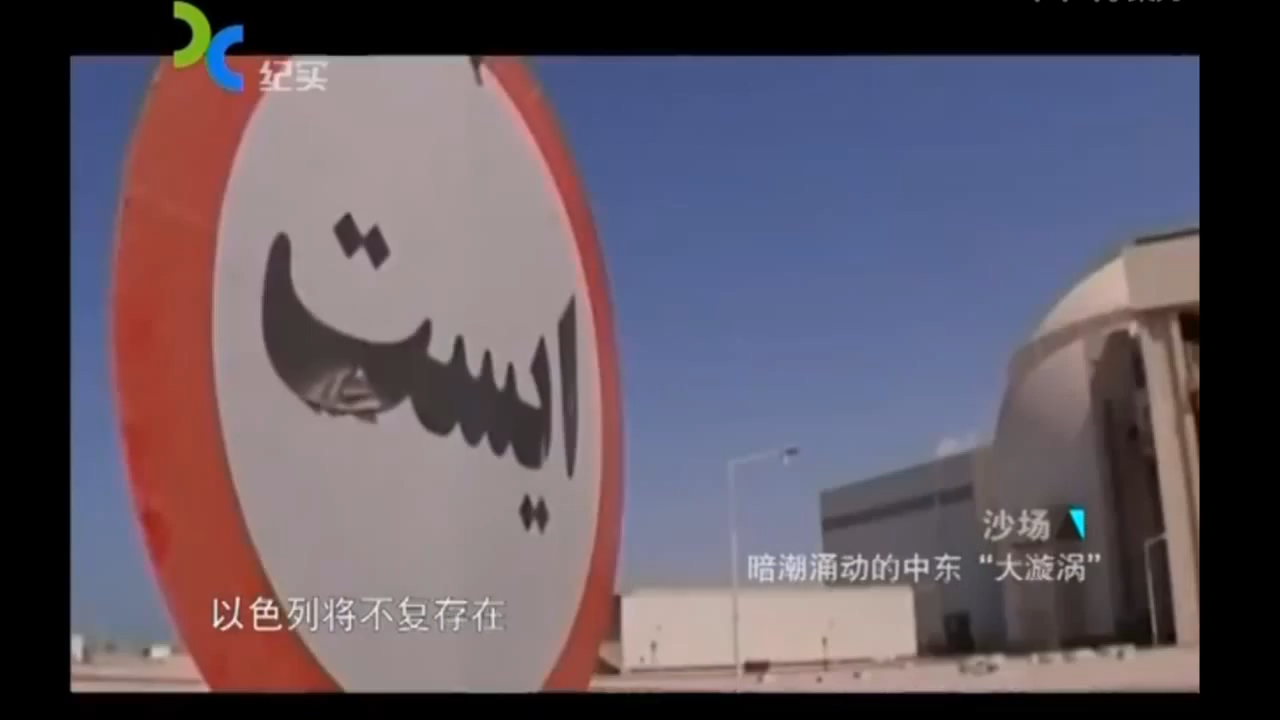 纪实
ایست
沙场
暗潮涌动的中东 “大漩涡”
以色列将不复存在